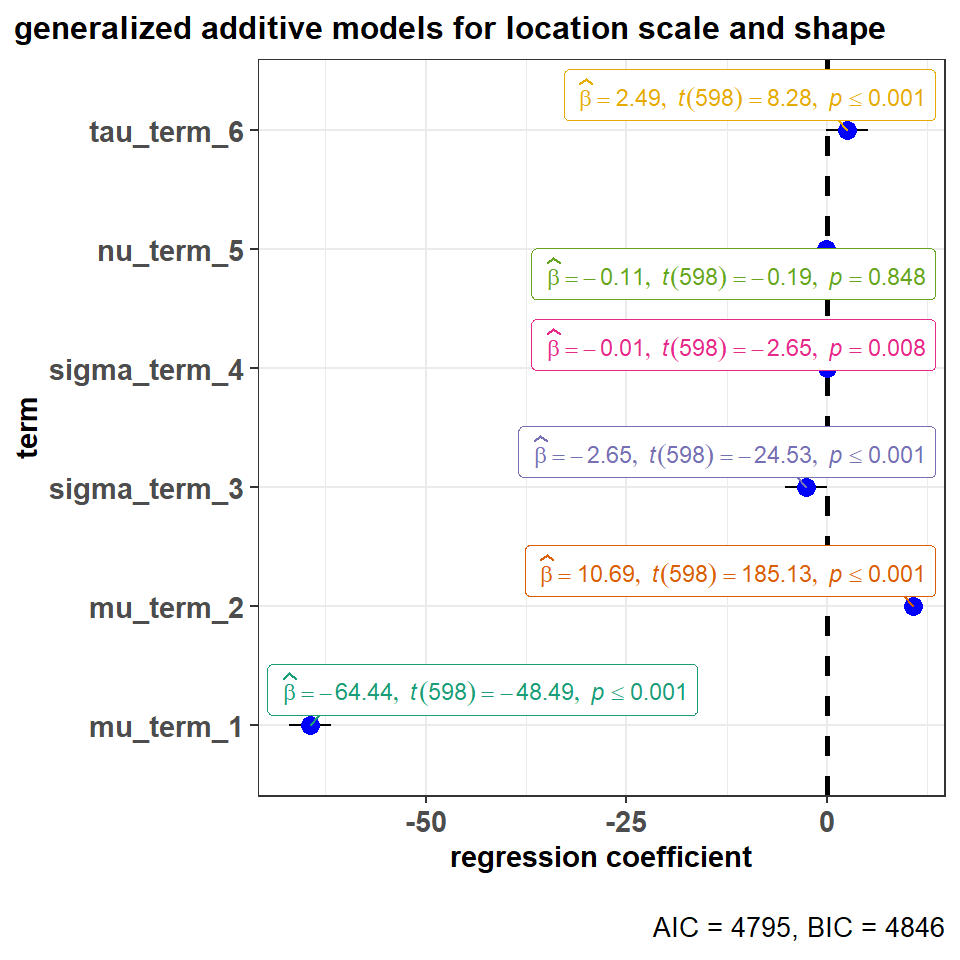 generalized additive models for location scale and shape
tau_term_6
β̂ = 2.49, t(598) = 8.28, p ≤ 0.001
nu_term_5
β̂ = −0.11, t(598) = −0.19, p = 0.848
sigma_term_4
β̂ = −0.01, t(598) = −2.65, p = 0.008
sigma_term_3
β̂ = −2.65, t(598) = −24.53, p ≤ 0.001
mu_term_2
β̂ = 10.69, t(598) = 185.13, p ≤ 0.001
mu_term_1
β̂ = −64.44, t(598) = −48.49, p ≤ 0.001
term
-50 -25 0
regression coefficient
AIC = 4795, BIC = 4846